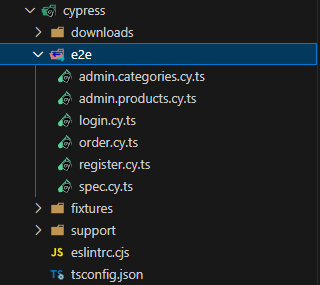 cypress
downloads
e2e
admin.categories.cy.ts
admin.products.cy.ts
login.cy.ts
order.cy.ts
register.cy.ts
spec.cy.ts
fixtures
support
JS eslintrc.cjs
TS tsconfig.json